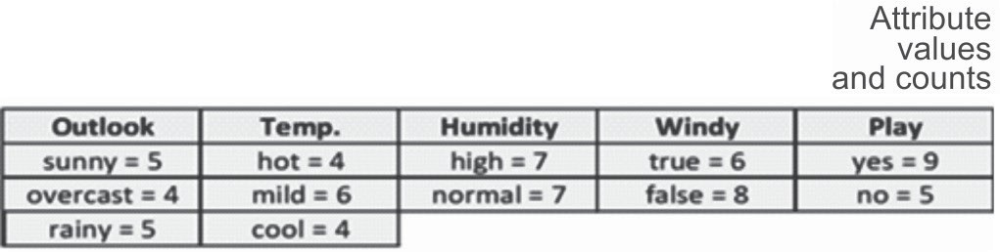 Attribute
values
and counts
Outlook Temp. Humidity Windy Play
sunny = 5 hot = 4 high = 7 true = 6 yes = 9
overcast = 4 mild = 6 normal = 7 false = 8 no = 5
rainy = 5 cool = 4